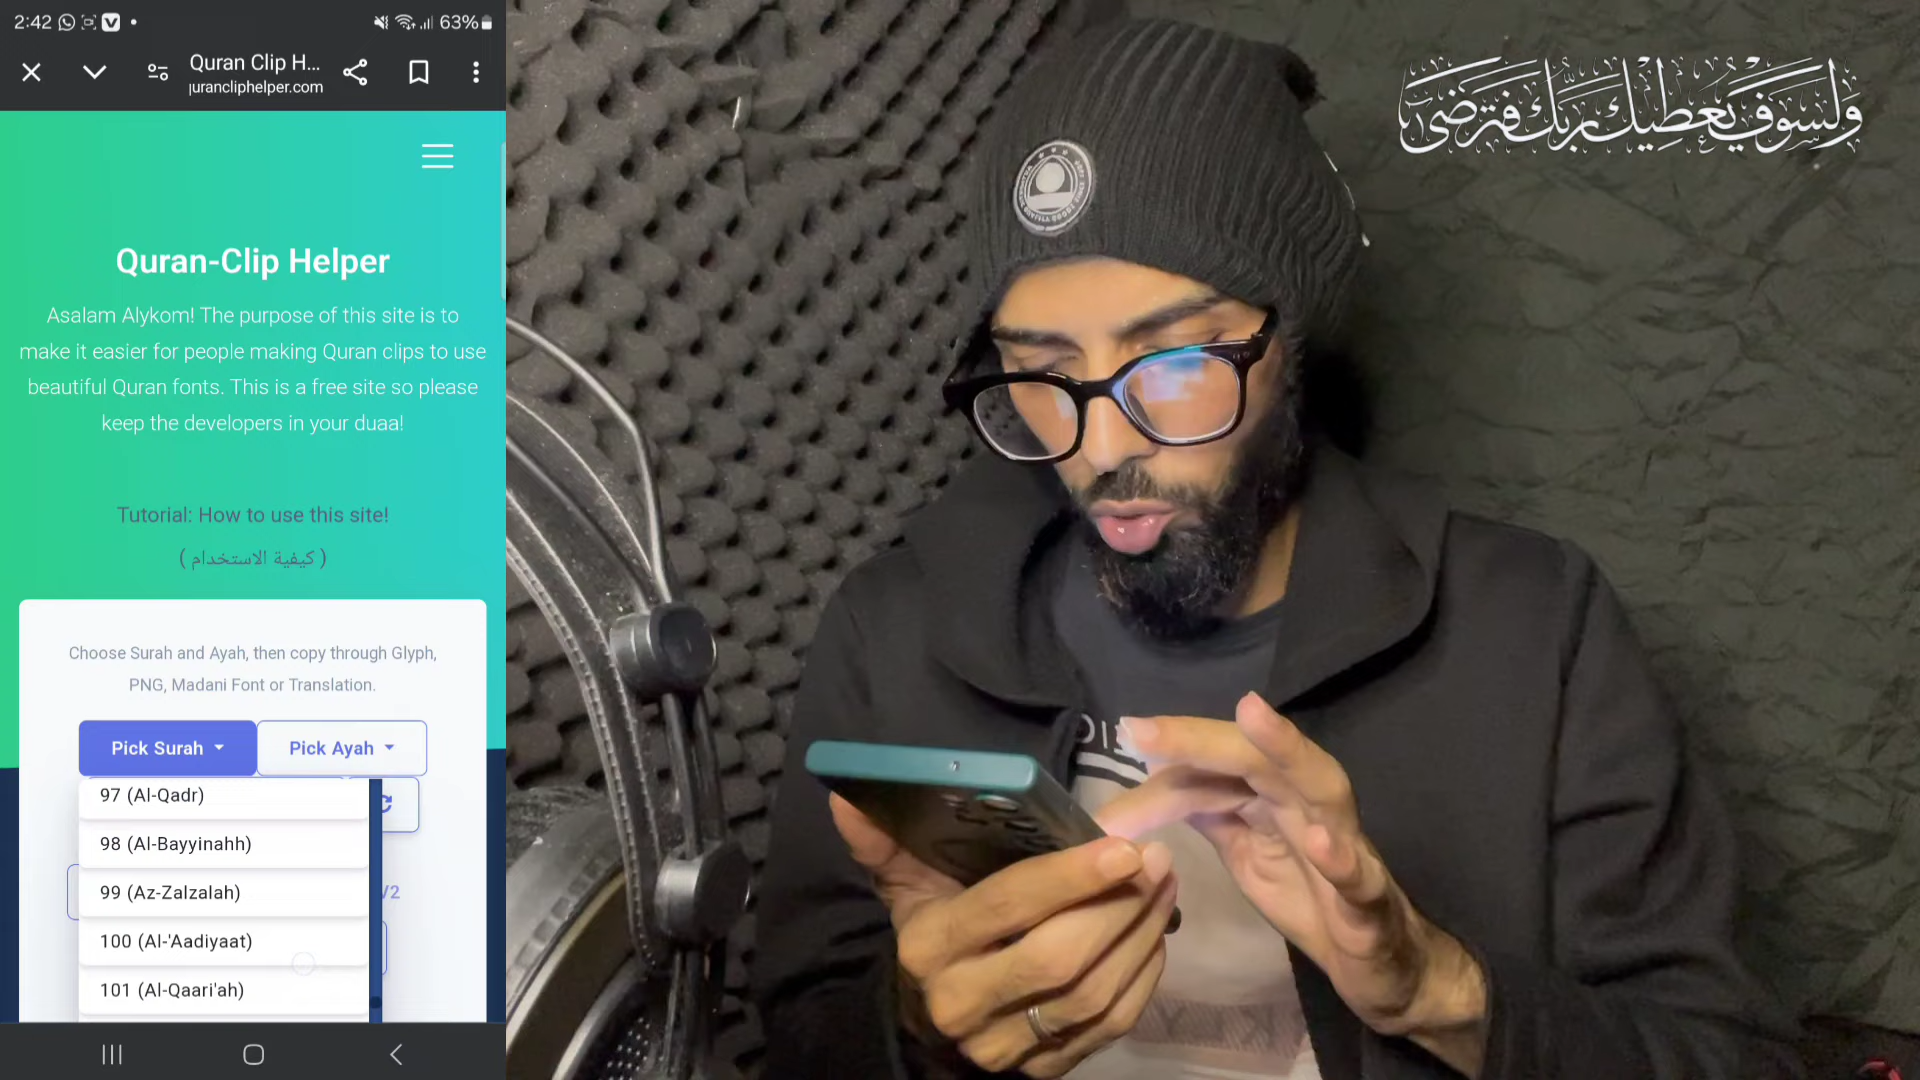 2:42
63%
Quran Clip H...
qurancliphelper.com
Quran-Clip Helper
Asalam Alykom! The purpose of this site is to
make it easier for people making Quran clips to use
beautiful Quran fonts. This is a free site so please
keep the developers in your duaa!
Tutorial: How to use this site!
( كيفية الاستخدام )
Choose Surah and Ayah, then copy through Glyph,
PNG, Madani Font or Translation.
Pick Surah
Pick Ayah
97 (Al-Qadr)
98 (Al-Bayyinahh)
99 (Az-Zalzalah)
V2
100 (Al-'Aadiyaat)
101 (Al-Qaari'ah)
وَلَسَوْفَ يُعْطِيكَ رَبُّكَ فَتَرْضَىٰ